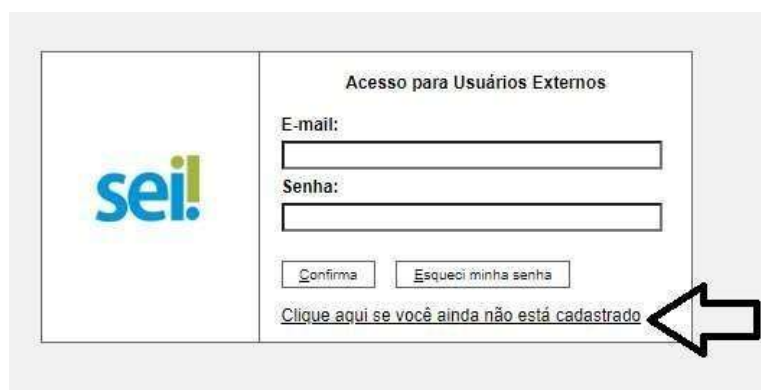 sei!
Acesso para Usuários Externos
E-mail:
Senha:
Confirma
Esqueci minha senha
Clique aqui se você ainda não está cadastrado